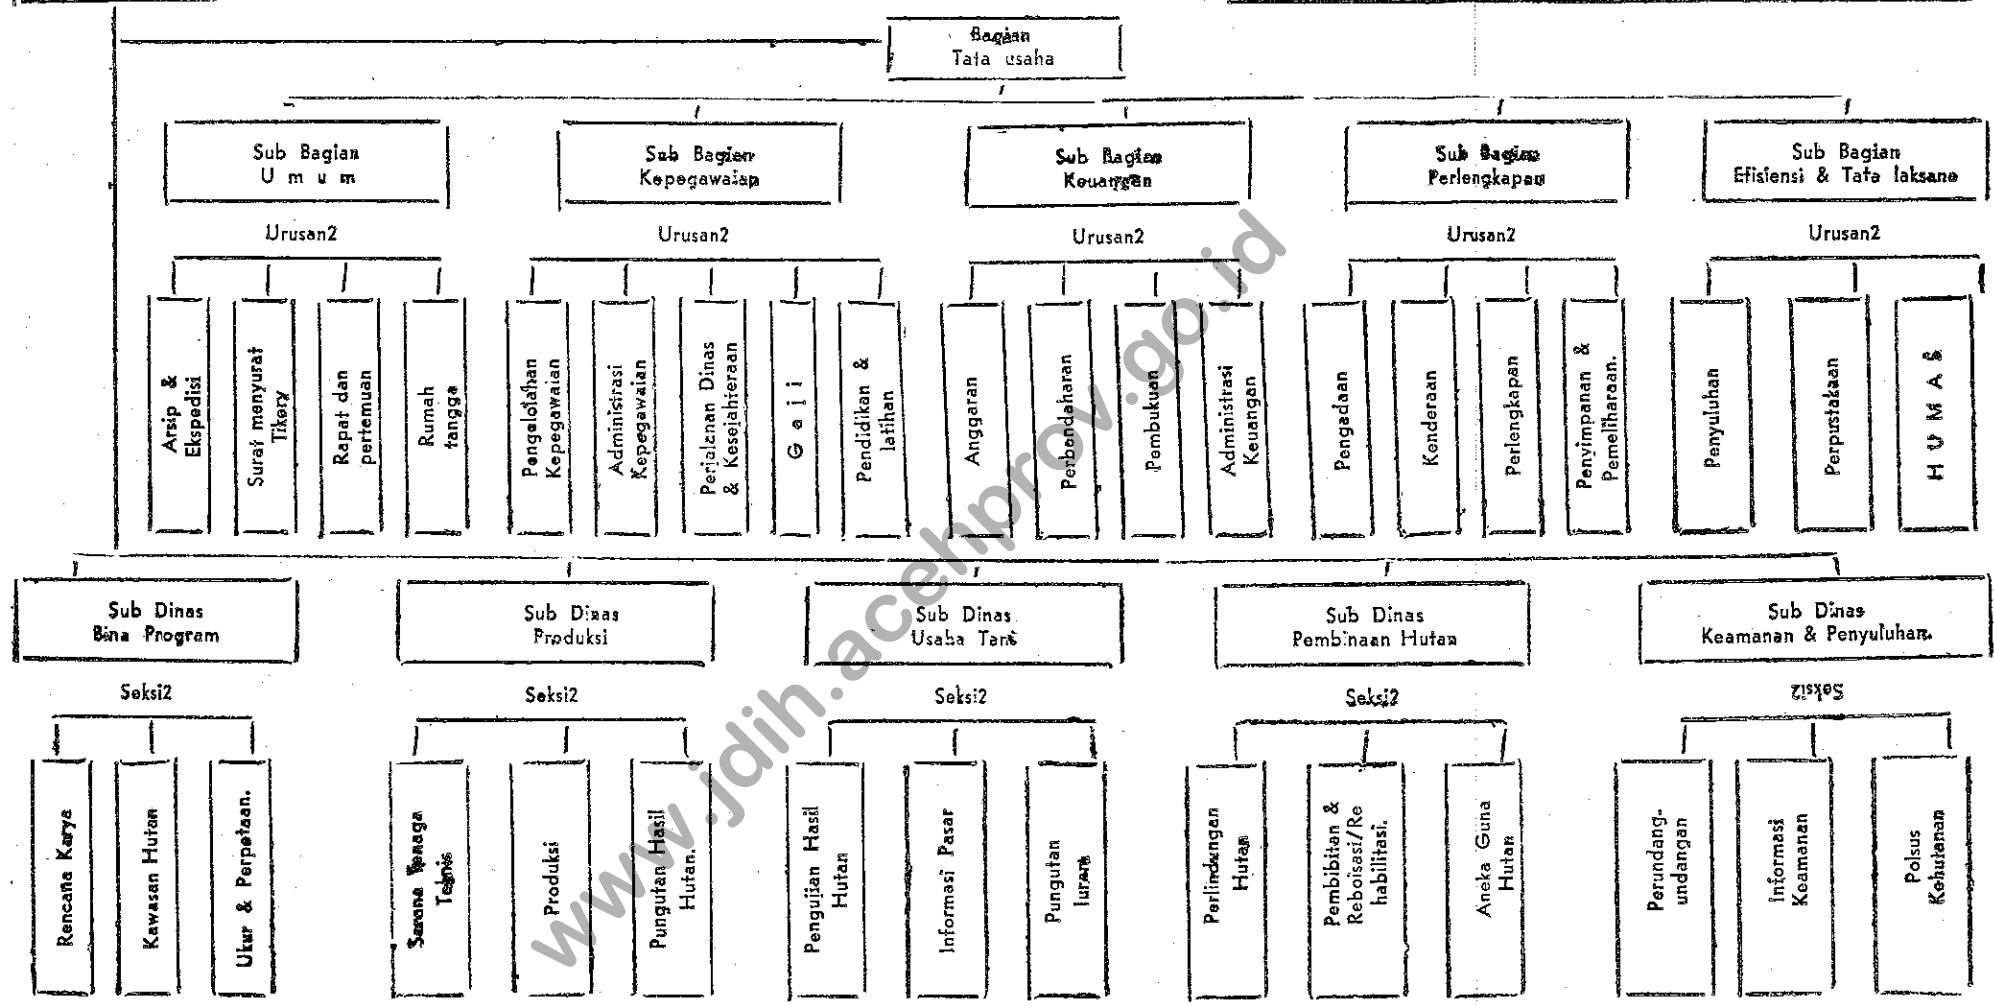 Bagian
Tata usaha
Sub Bagian
U m u m
Sub Bagian
Kepegawaian
Sub Bagian
Keuangan
Sub Bagian
Perlengkapan
Sub Bagian
Efisiensi & Tata laksana
Urusan2
Urusan2
Urusan2
Urusan2
Urusan2
Arsip &
Ekspedisi
Surat menyurat
Tikery
Rapat dan
pertemuan
Rumah
tangga
Pengelolahan
Kepegawaian
Administrasi
Kepegawaian
Perjalanan Dinas
& Kesejahteraan
G a j i
Pendidikan &
latihan
Anggaran
Perbendaharan
Pembukuan
Administrasi
Keuangan
Pengadaan
Kenderaan
Perlengkapan
Penyimpanan &
Pemeliharaan.
Penyuluhan
Perpustakaan
H U M A S
Sub Dinas
Bina Program
Sub Dinas
Produksi
Sub Dinas
Usaha Tani
Sub Dinas
Pembinaan Hutan
Sub Dinas
Keamanan & Penyuluhan.
Seksi2
Seksi2
Seksi2
Seksi2
Seksi2
Rencana Karya
Kawasan Hutan
Ukur & Perpetaan.
Sarana Tenaga
Teknis
Produksi
Pungutan Hasil
Hutan.
Pengujian Hasil
Hutan
Informasi Pasar
Pungutan
Iuran
Perlindungan
Hutan
Pembibitan &
Reboisasi/Re
habilitasi.
Aneka Guna
Hutan
Perundang-
undangan
Informasi
Keamanan
Polsus
Kehutanan
www.jdih.acehprov.go.id